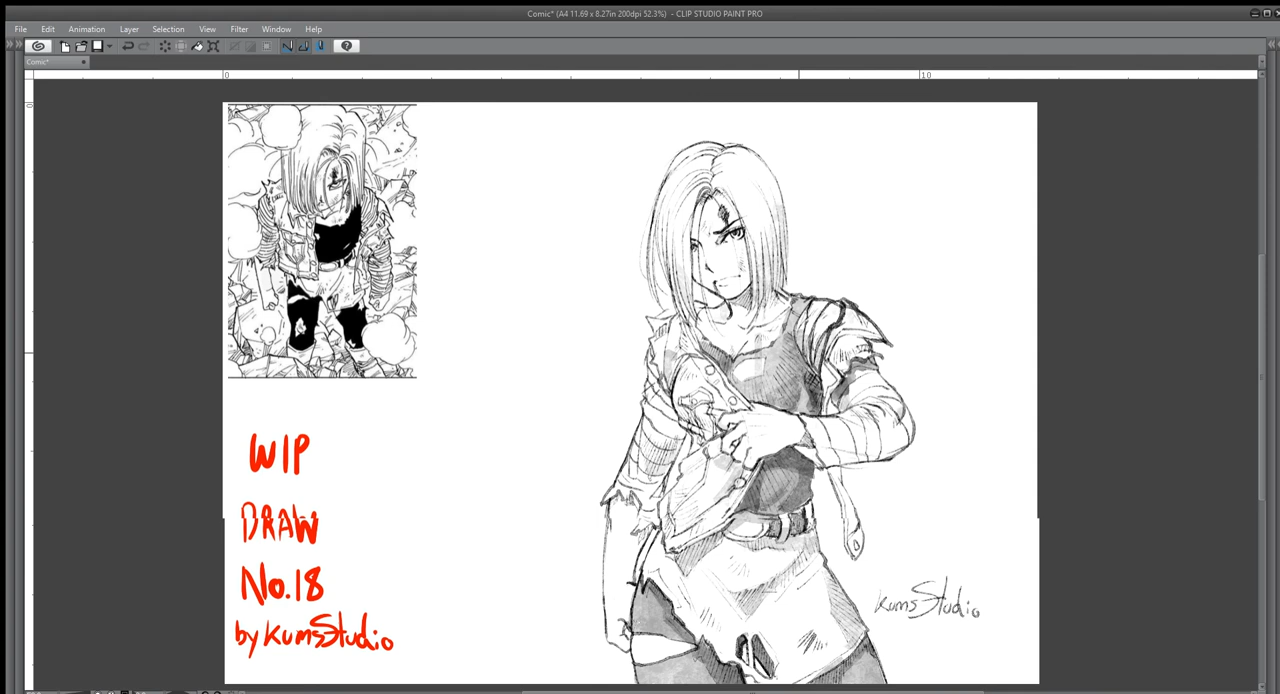 Comic* (A4 11.69 x 8.27in 200dpi 52.3%) - CLIP STUDIO PAINT PRO
File Edit Animation Layer Selection View Filter Window Help
Comic*
0 10
0
WIP
DRAW
No.18
by KumsStudio
KumsStudio